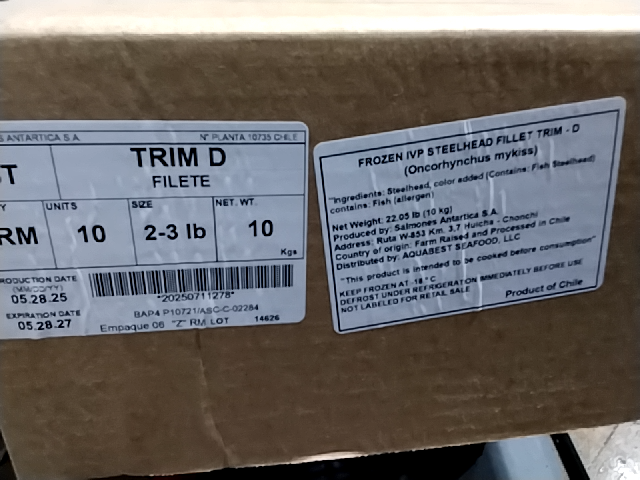 S ANTARTICA S.A. N° PLANTA 10735 CHILE
ST TRIM D
FILETE
Y UNITS SIZE NET. WT.
RM 10 2-3 lb 10
Kgs
PRODUCTION DATE
(MM/DD/YY)
05.28.25
*20250711278*
EXPIRATION DATE
05.28.27
BAP4 P10721/ASC-C-02284
Empaque 06 "Z" RM LOT 14626
FROZEN IVP STEELHEAD FILLET TRIM - D
(Oncorhynchus mykiss)
"Ingredients: Steelhead, color added (Contains: Fish Steelhead)
contains: Fish (allergen)
Net Weight: 22.05 lb (10 kg)
Produced by: Salmones Antartica S.A.
Address: Ruta W-853 Km. 3,7 Huicha - Chonchi
Country of origin: Farm Raised and Processed in Chile
Distributed by: AQUABEST SEAFOOD, LLC
"This product is intended to be cooked before consumption"
KEEP FROZEN AT -18 ° C
DEFROST UNDER REFRIGERATION IMMEDIATELY BEFORE USE
NOT LABELED FOR RETAIL SALE
Product of Chile